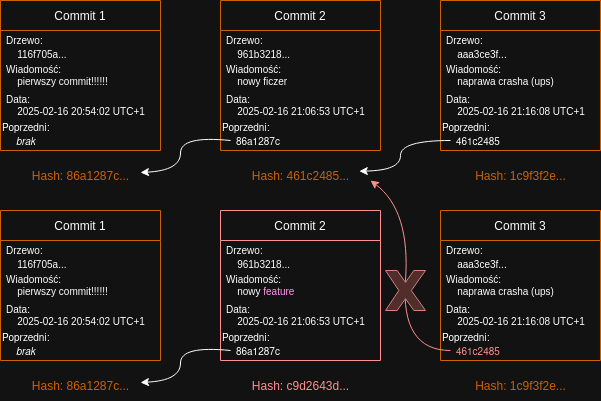 Commit 1
Drzewo:
116f705a...
Wiadomość:
pierwszy commit!!!!!!
Data:
2025-02-16 20:54:02 UTC+1
Poprzedni:
brak
Hash: 86a1287c...
Commit 2
Drzewo:
961b3218...
Wiadomość:
nowy ficzer
Data:
2025-02-16 21:06:53 UTC+1
Poprzedni:
86a1287c
Hash: 461c2485...
Commit 3
Drzewo:
aaa3ce3f...
Wiadomość:
naprawa crasha (ups)
Data:
2025-02-16 21:16:08 UTC+1
Poprzedni:
461c2485
Hash: 1c9f3f2e...
Commit 1
Drzewo:
116f705a...
Wiadomość:
pierwszy commit!!!!!!
Data:
2025-02-16 20:54:02 UTC+1
Poprzedni:
brak
Hash: 86a1287c...
Commit 2
Drzewo:
961b3218...
Wiadomość:
nowy feature
Data:
2025-02-16 21:06:53 UTC+1
Poprzedni:
86a1287c
Hash: c9d2643d...
X
Commit 3
Drzewo:
aaa3ce3f...
Wiadomość:
naprawa crasha (ups)
Data:
2025-02-16 21:16:08 UTC+1
Poprzedni:
461c2485
Hash: 1c9f3f2e...